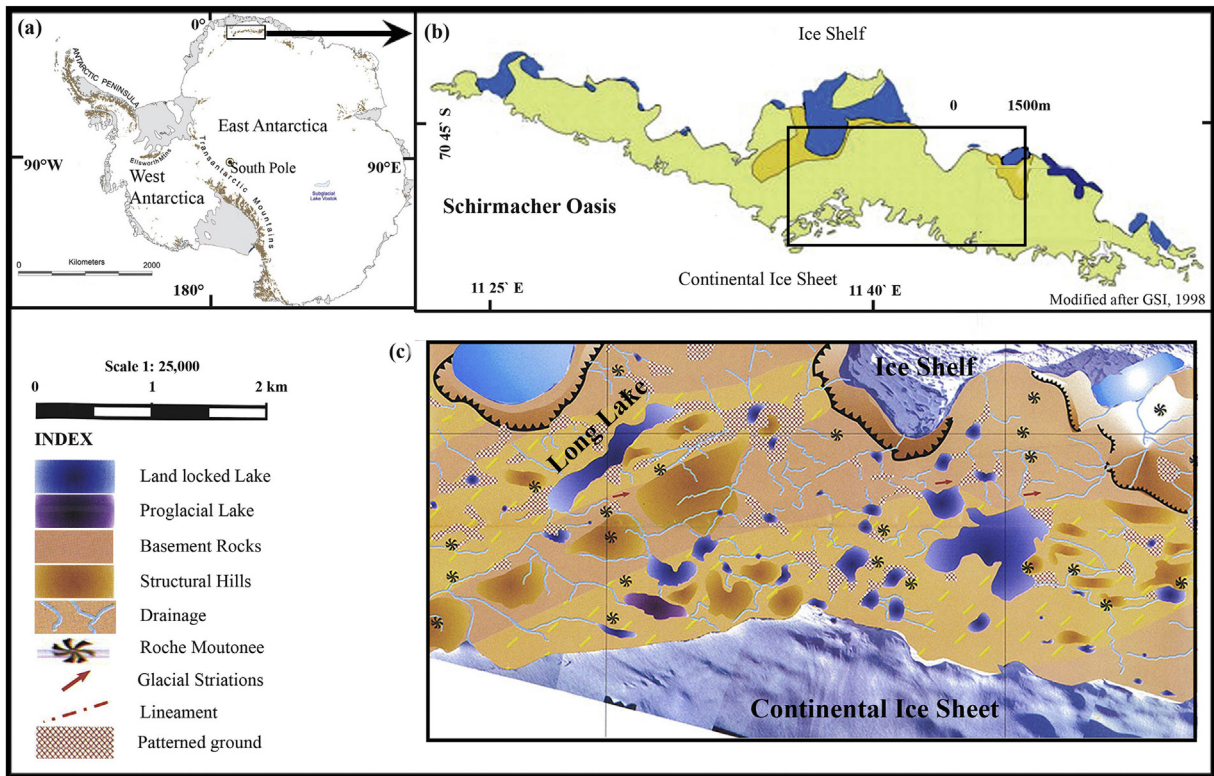 (a)
0°
ANTARCTIC PENINSULA
East Antarctica
90°W
Ellsworth Mtns
Transantarctic Mountains
South Pole
90°E
West
Antarctica
Subglacial
Lake Vostok
Kilometers
0 2000
180°
(b)
Ice Shelf
0 1500m
70 45` S
Schirmacher Oasis
Continental Ice Sheet
11 25` E
11 40` E
Modified after GSI, 1998
Scale 1: 25,000
0 1 2 km
INDEX
Land locked Lake
Proglacial Lake
Basement Rocks
Structural Hills
Drainage
Roche Moutonee
Glacial Striations
Lineament
Patterned ground
(c)
Ice Shelf
Long Lake
Continental Ice Sheet